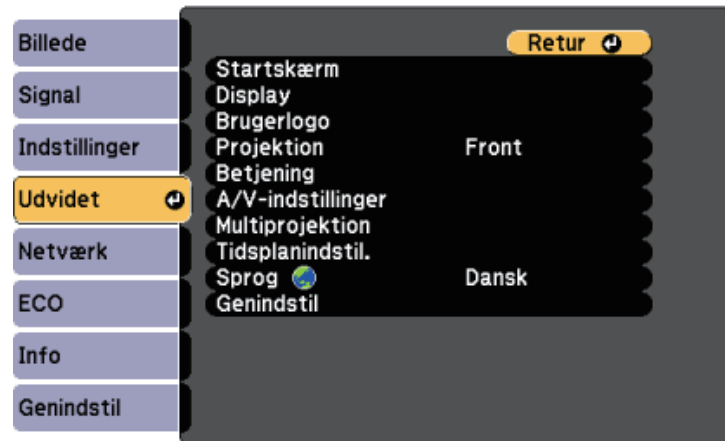 Billede
Signal
Indstillinger
Udvidet
Netværk
ECO
Info
Genindstil
Retur
Startskærm
Display
Brugerlogo
Projektion Front
Betjening
A/V-indstillinger
Multiprojektion
Tidsplanindstil.
Sprog Dansk
Genindstil